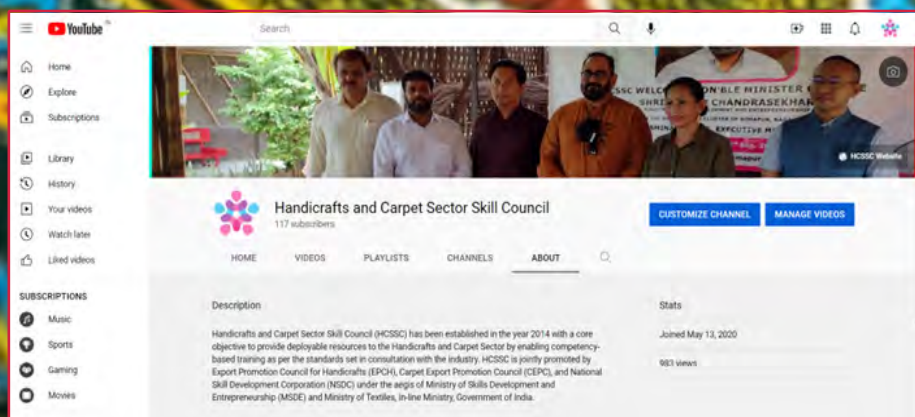 YouTube
Search
Home
Explore
Subscriptions
Library
History
Your videos
Watch later
Liked videos
SUBSCRIPTIONS
Music
Sports
Gaming
Movies
SSC WELC
ON'BLE MINISTER
SHRI
CHANDRASEKHAR
EXECUTIVE
HCSSC Website
Handicrafts and Carpet Sector Skill Council
117 subscribers
CUSTOMIZE CHANNEL
MANAGE VIDEOS
HOME VIDEOS PLAYLISTS CHANNELS ABOUT
Description
Handicrafts and Carpet Sector Skill Council (HCSSC) has been established in the year 2014 with a core
objective to provide deployable resources to the Handicrafts and Carpet Sector by enabling competency-
based training as per the standards set in consultation with the industry. HCSSC is jointly promoted by
Export Promotion Council for Handicrafts (EPCH), Carpet Export Promotion Council (CEPC), and National
Skill Development Corporation (NSDC) under the aegis of Ministry of Skills Development and
Entrepreneurship (MSDE) and Ministry of Textiles, in-line Ministry, Government of India.
Stats
Joined May 13, 2020
983 views